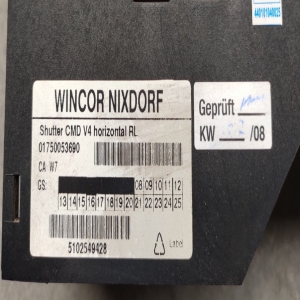 WINCOR NIXDORF
Shutter CMD V4 horizontal RL
01750053690
CA W7
GS: 08 09 10 11 12
13 14 15 16 17 18 19 20 21 22 23 24 25
5102549428
Label
Geprüft
KW /08